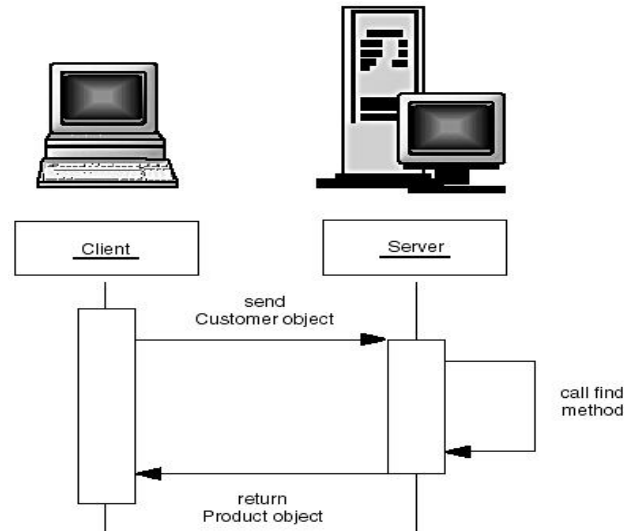 Client
Server
send
Customer object
call find
method
return
Product object